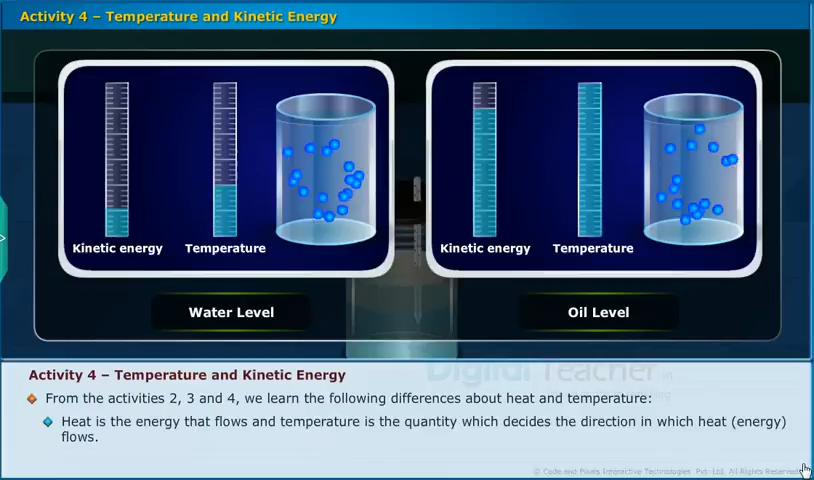 Activity 4 – Temperature and Kinetic Energy
Kinetic energy
Temperature
Kinetic energy
Temperature
Water Level
Oil Level
Digital Teacher
Activity 4 – Temperature and Kinetic Energy
From the activities 2, 3 and 4, we learn the following differences about heat and temperature:
Heat is the energy that flows and temperature is the quantity which decides the direction in which heat (energy)
flows.
© Code and Pixels Interactive Technologies. Pvt. Ltd. All Rights Reserved